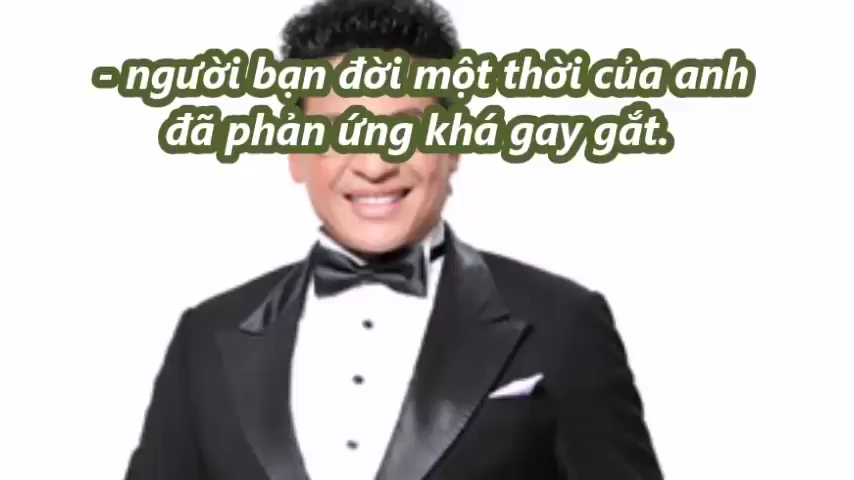 - người bạn đời một thời của anh
đã phản ứng khá gay gắt.